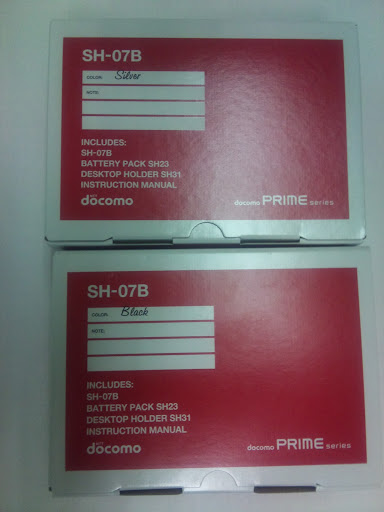 SH-07B
COLOR: Silver
NOTE:
INCLUDES:
SH-07B
BATTERY PACK SH23
DESKTOP HOLDER SH31
INSTRUCTION MANUAL
döcomo docomo PRIME series
SH-07B
COLOR: Black
NOTE:
INCLUDES:
SH-07B
BATTERY PACK SH23
DESKTOP HOLDER SH31
INSTRUCTION MANUAL
döcomo docomo PRIME series